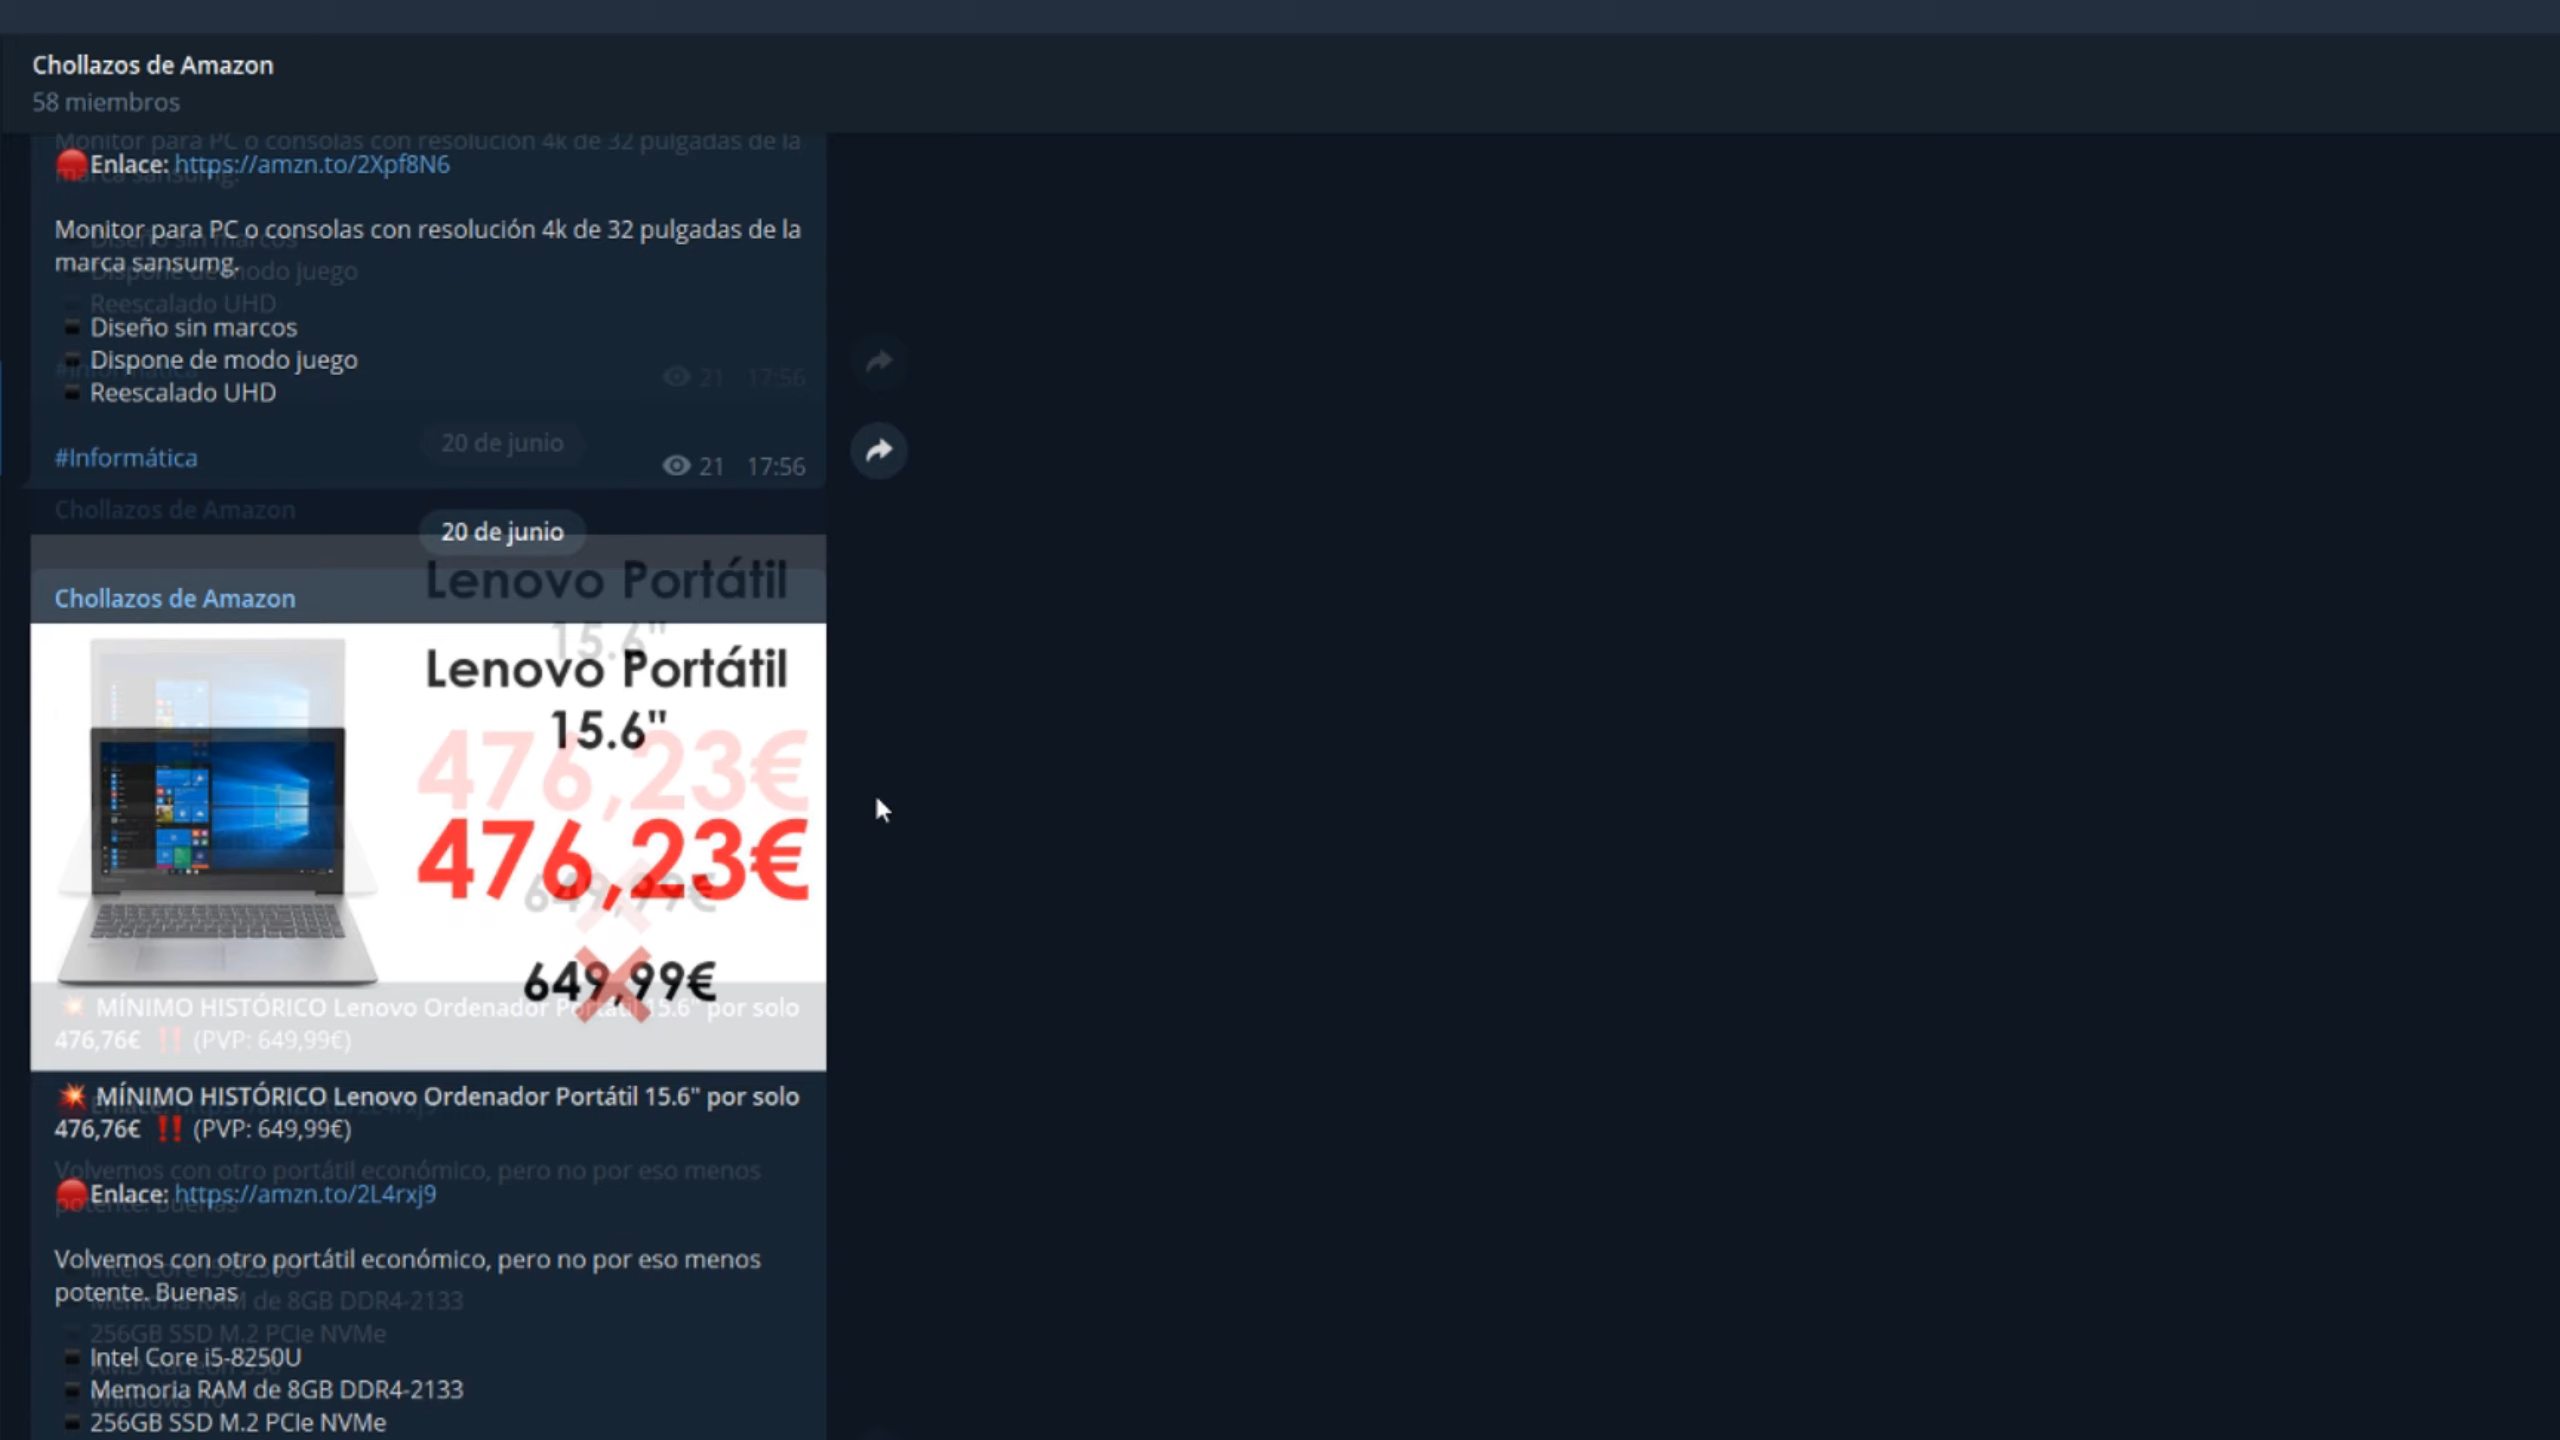 Chollazos de Amazon
58 miembros
Enlace: https://amzn.to/2Xpf8N6
Monitor para PC o consolas con resolución 4k de 32 pulgadas de la
marca sansumg.
Diseño sin marcos
Dispone de modo juego
Reescalado UHD
#Informática
21 17:56
20 de junio
Chollazos de Amazon
Lenovo Portátil
15.6"
476,23€
649,99€
MÍNIMO HISTÓRICO Lenovo Ordenador Portátil 15.6" por solo
476,76€ ‼ (PVP: 649,99€)
Enlace: https://amzn.to/2L4rxj9
Volvemos con otro portátil económico, pero no por eso menos
potente. Buenas
Intel Core i5-8250U
Memoria RAM de 8GB DDR4-2133
256GB SSD M.2 PCIe NVMe